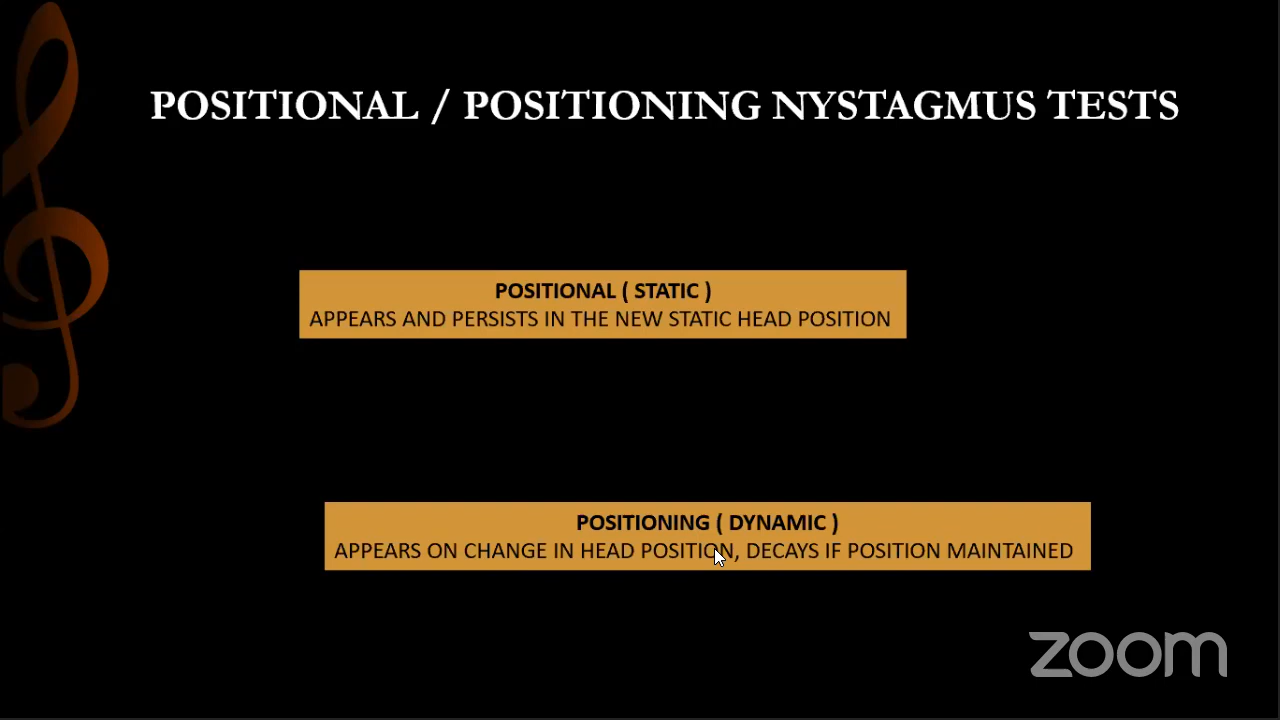 POSITIONAL / POSITIONING NYSTAGMUS TESTS
POSITIONAL ( STATIC )
APPEARS AND PERSISTS IN THE NEW STATIC HEAD POSITION
POSITIONING ( DYNAMIC )
APPEARS ON CHANGE IN HEAD POSITION, DECAYS IF POSITION MAINTAINED
zoom